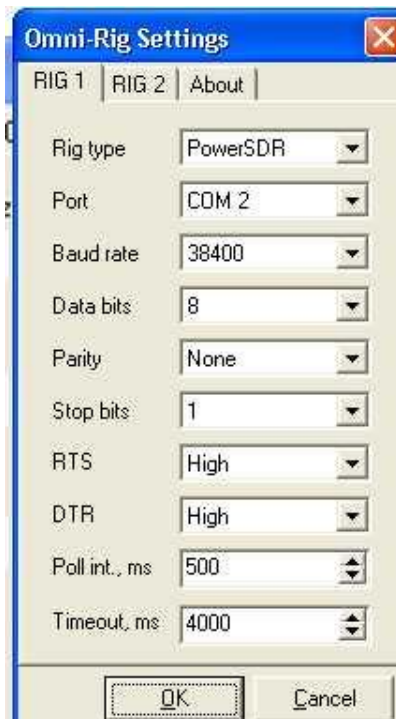 Omni-Rig Settings
RIG 1 RIG 2 About
Rig type PowerSDR
Port COM 2
Baud rate 38400
Data bits 8
Parity None
Stop bits 1
RTS High
DTR High
Poll int., ms 500
Timeout, ms 4000
OK Cancel